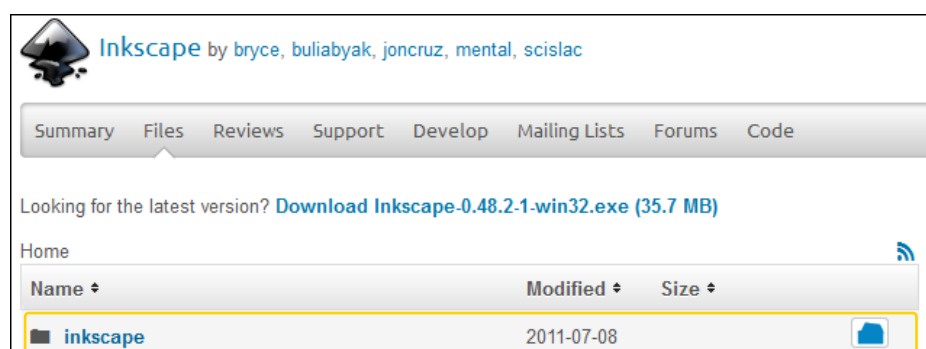 Inkscape by bryce, buliabyak, joncruz, mental, scislac
Summary Files Reviews Support Develop Mailing Lists Forums Code
Looking for the latest version? Download Inkscape-0.48.2-1-win32.exe (35.7 MB)
Home
Name Modified Size
inkscape 2011-07-08